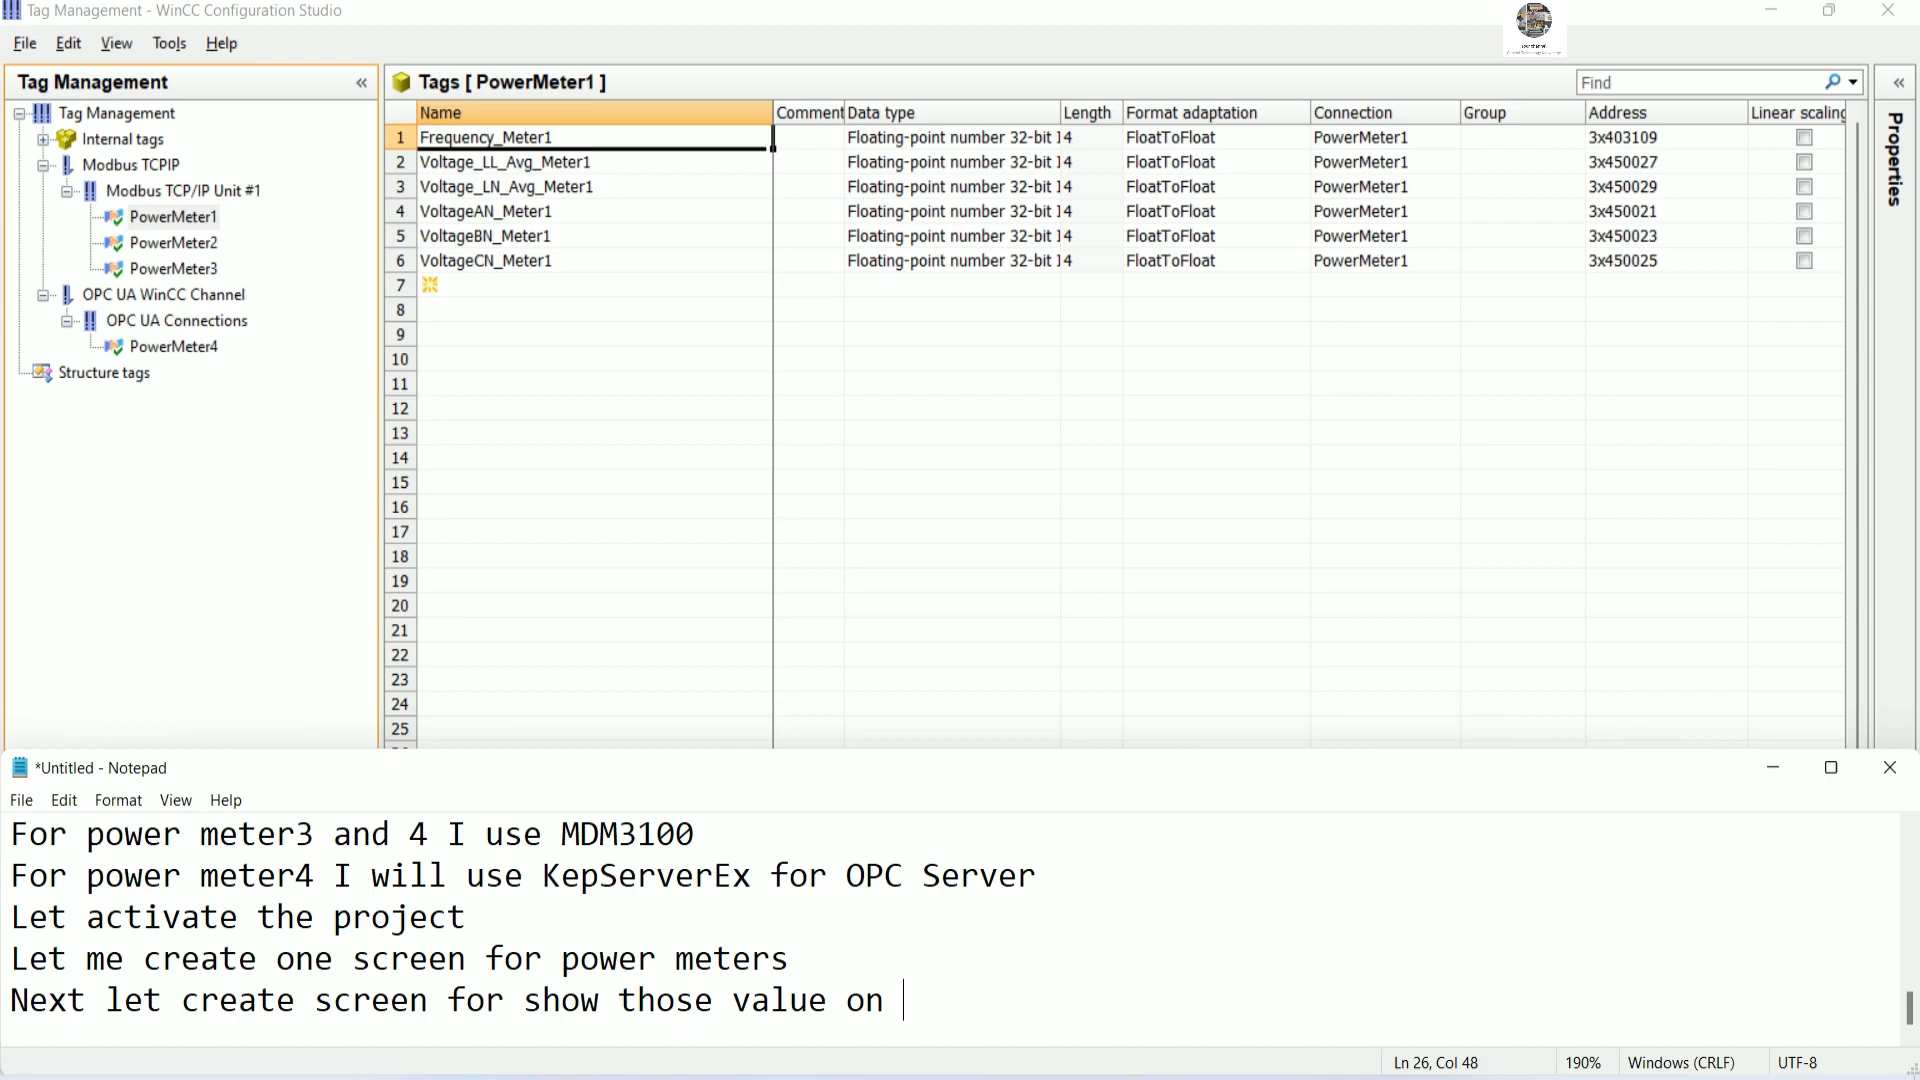 Tag Management - WinCC Configuration Studio
File Edit View Tools Help
Your channel
Tag Management «
Tags [ PowerMeter1 ]
Find
«
Properties
Tag Management
Internal tags
Modbus TCPIP
Modbus TCP/IP Unit #1
PowerMeter1
PowerMeter2
PowerMeter3
OPC UA WinCC Channel
OPC UA Connections
PowerMeter4
Structure tags
Name Comment Data type Length Format adaptation Connection Group Address Linear scaling
1 Frequency_Meter1 Floating-point number 32-bit I 4 FloatToFloat PowerMeter1 3x403109
2 Voltage_LL_Avg_Meter1 Floating-point number 32-bit I 4 FloatToFloat PowerMeter1 3x450027
3 Voltage_LN_Avg_Meter1 Floating-point number 32-bit I 4 FloatToFloat PowerMeter1 3x450029
4 VoltageAN_Meter1 Floating-point number 32-bit I 4 FloatToFloat PowerMeter1 3x450021
5 VoltageBN_Meter1 Floating-point number 32-bit I 4 FloatToFloat PowerMeter1 3x450023
6 VoltageCN_Meter1 Floating-point number 32-bit I 4 FloatToFloat PowerMeter1 3x450025
7
8
9
10
11
12
13
14
15
16
17
18
19
20
21
22
23
24
25
*Untitled - Notepad
File Edit Format View Help
For power meter3 and 4 I use MDM3100
For power meter4 I will use KepServerEx for OPC Server
Let activate the project
Let me create one screen for power meters
Next let create screen for show those value on
Ln 26, Col 48 190% Windows (CRLF) UTF-8